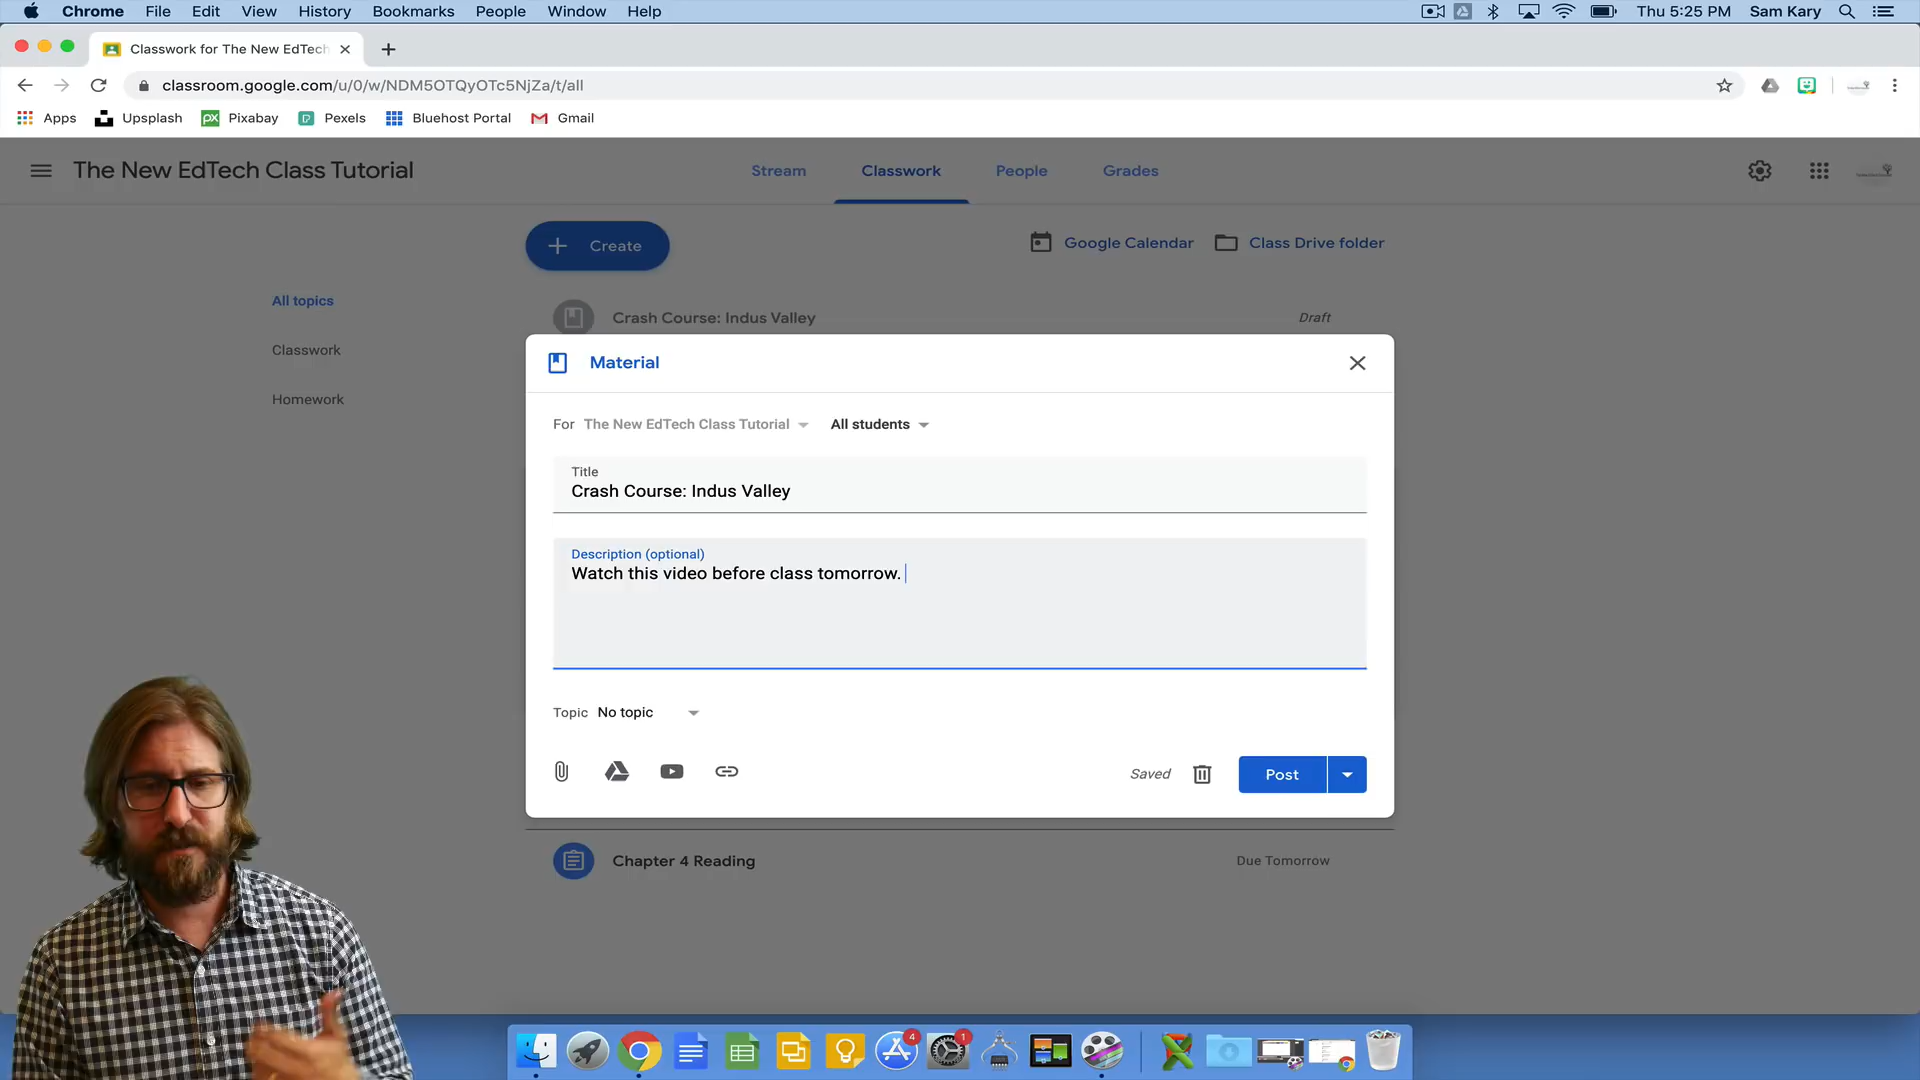 Chrome File Edit View History Bookmarks People Window Help Thu 5:25 PM Sam Kary
Classwork for The New EdTech
classroom.google.com/u/0/w/NDM5OTQyOTc5NjZa/t/all
Apps Upsplash Pixabay Pexels Bluehost Portal Gmail
The New EdTech Class Tutorial Stream Classwork People Grades
Create Google Calendar Class Drive folder
All topics
Crash Course: Indus Valley Draft
Classwork
Material
Homework
For The New EdTech Class Tutorial All students
Title
Crash Course: Indus Valley
Description (optional)
Watch this video before class tomorrow.
Topic No topic
Saved Post
Chapter 4 Reading Due Tomorrow
4 1